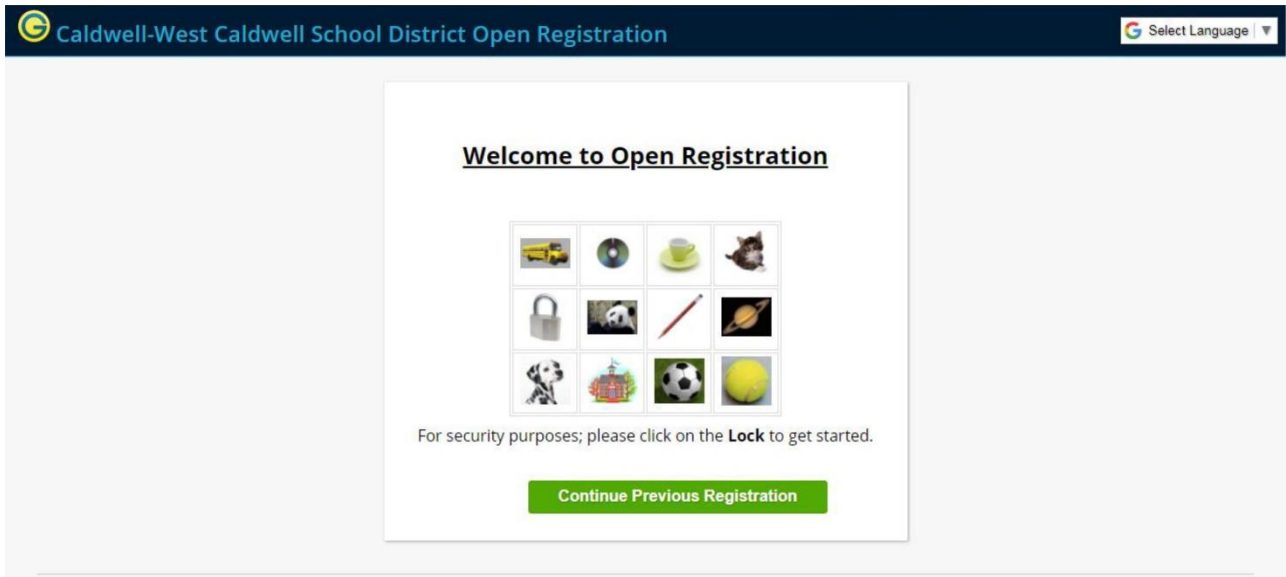 Caldwell-West Caldwell School District Open Registration
Select Language
Welcome to Open Registration
For security purposes; please click on the Lock to get started.
Continue Previous Registration